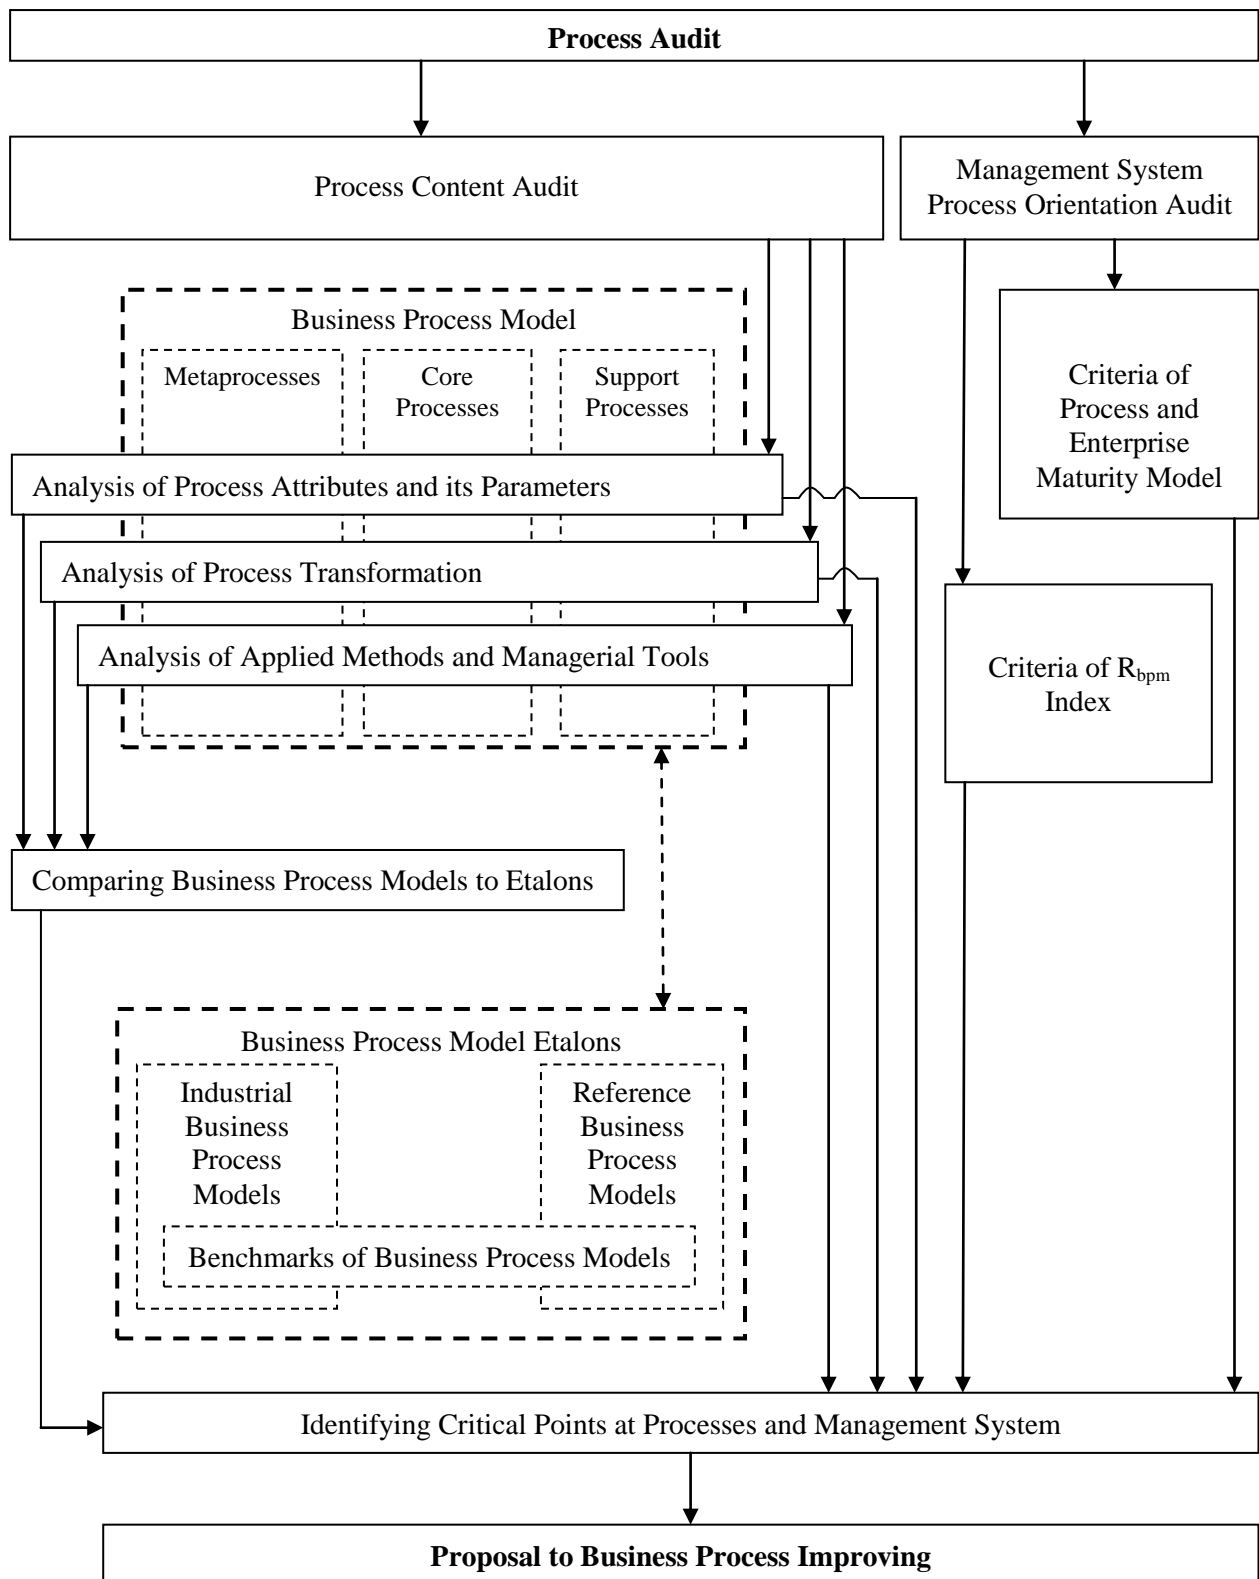 Process Audit
Process Content Audit
Management System
Process Orientation Audit
Business Process Model
Metaprocesses
Core
Processes
Support
Processes
Criteria of
Process and
Enterprise
Maturity Model
Analysis of Process Attributes and its Parameters
Analysis of Process Transformation
Analysis of Applied Methods and Managerial Tools
Criteria of Rbpm
Index
Comparing Business Process Models to Etalons
Business Process Model Etalons
Industrial
Business
Process
Models
Reference
Business
Process
Models
Benchmarks of Business Process Models
Identifying Critical Points at Processes and Management System
Proposal to Business Process Improving